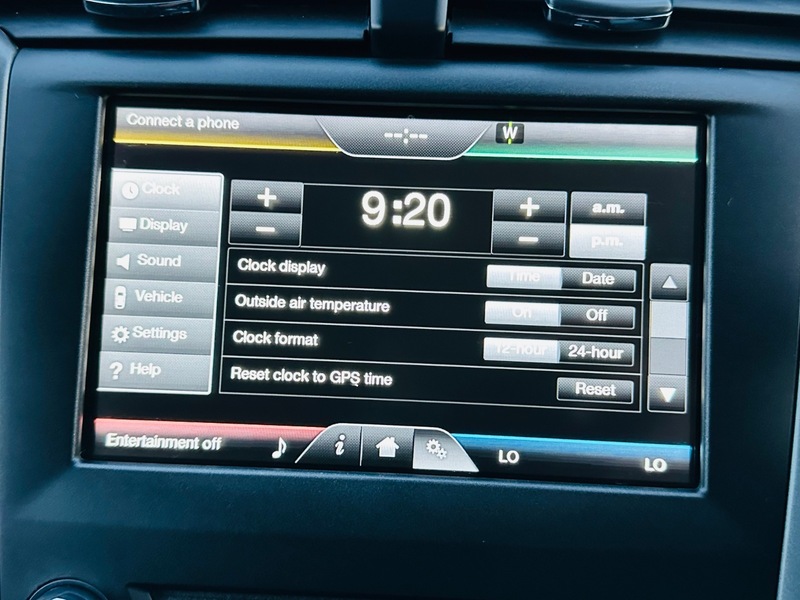 Connect a phone
--:--
W
Clock
Display
Sound
Vehicle
Settings
? Help
+
9:20
+
a.m.
–
–
p.m.
Clock display Time Date
Outside air temperature On Off
Clock format 12-hour 24-hour
Reset clock to GPS time Reset
Entertainment off
i
LO
LO